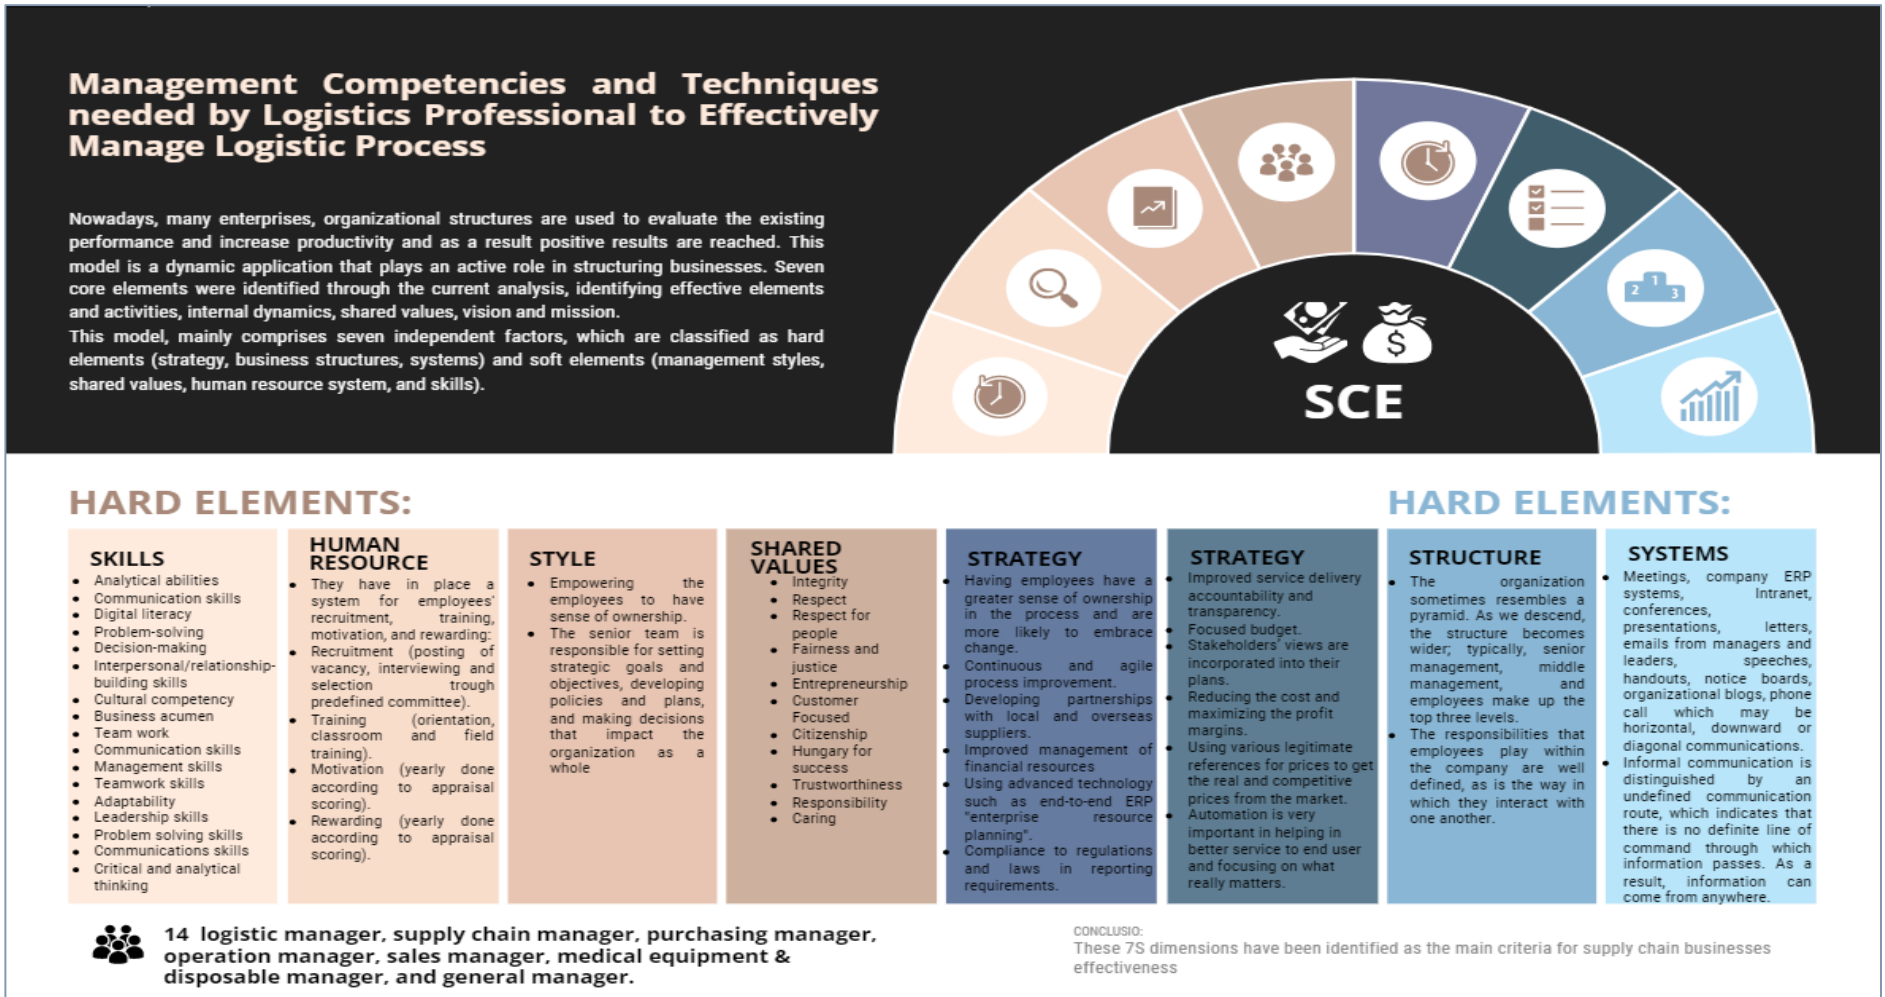 Management Competencies and Techniques
needed by Logistics Professional to Effectively
Manage Logistic Process
Nowadays, many enterprises, organizational structures are used to evaluate the existing
performance and increase productivity and as a result positive results are reached. This
model is a dynamic application that plays an active role in structuring businesses. Seven
core elements were identified through the current analysis, identifying effective elements
and activities, internal dynamics, shared values, vision and mission.
This model, mainly comprises seven independent factors, which are classified as hard
elements (strategy, business structures, systems) and soft elements (management styles,
shared values, human resource system, and skills).
1
2
3
$
SCE
HARD ELEMENTS:
HARD ELEMENTS:
SKILLS
• Analytical abilities
• Communication skills
• Digital literacy
• Problem-solving
• Decision-making
• Interpersonal/relationship-
building skills
• Cultural competency
• Business acumen
• Team work
• Communication skills
• Management skills
• Teamwork skills
• Adaptability
• Leadership skills
• Problem solving skills
• Communications skills
• Critical and analytical
thinking
HUMAN
RESOURCE
• They have in place a
system for employees'
recruitment, training,
motivation, and rewarding:
• Recruitment (posting of
vacancy, interviewing and
selection trough
predefined committee).
• Training (orientation,
classroom and field
training).
• Motivation (yearly done
according to appraisal
scoring).
• Rewarding (yearly done
according to appraisal
scoring).
STYLE
• Empowering the
employees to have
sense of ownership.
• The senior team is
responsible for setting
strategic goals and
objectives, developing
policies and plans,
and making decisions
that impact the
organization as a
whole
SHARED
VALUES
• Integrity
• Respect
• Respect for
people
• Fairness and
justice
• Entrepreneurship
• Customer
Focused
• Citizenship
• Hungary for
success
• Trustworthiness
• Responsibility
• Caring
STRATEGY
• Having employees have a
greater sense of ownership
in the process and are
more likely to embrace
change.
• Continuous and agile
process improvement.
• Developing partnerships
with local and overseas
suppliers.
• Improved management of
financial resources
• Using advanced technology
such as end-to-end ERP
"enterprise resource
planning".
• Compliance to regulations
and laws in reporting
requirements.
STRATEGY
• Improved service delivery
accountability and
transparency.
• Focused budget.
• Stakeholders' views are
incorporated into their
plans.
• Reducing the cost and
maximizing the profit
margins.
• Using various legitimate
references for prices to get
the real and competitive
prices from the market.
• Automation is very
important in helping in
better service to end user
and focusing on what
really matters.
STRUCTURE
• The organization
sometimes resembles a
pyramid. As we descend,
the structure becomes
wider; typically, senior
management, middle
management, and
employees make up the
top three levels.
• The responsibilities that
employees play within
the company are well
defined, as is the way in
which they interact with
one another.
SYSTEMS
• Meetings, company ERP
systems, Intranet,
conferences,
presentations, letters,
emails from managers and
leaders, speeches,
handouts, notice boards,
organizational blogs, phone
call which may be
horizontal, downward or
diagonal communications.
• Informal communication is
distinguished by an
undefined communication
route, which indicates that
there is no definite line of
command through which
information passes. As a
result, information can
come from anywhere.
14 logistic manager, supply chain manager, purchasing manager,
operation manager, sales manager, medical equipment &
disposable manager, and general manager.
CONCLUSIO:
These 7S dimensions have been identified as the main criteria for supply chain businesses
effectiveness